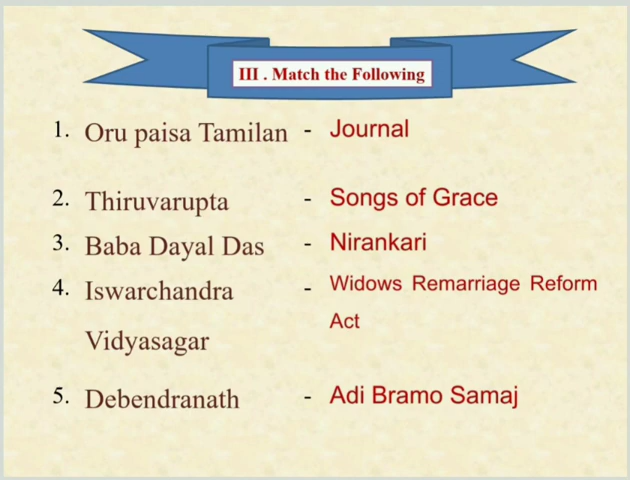 III . Match the Following
1. Oru paisa Tamilan - Journal
2. Thiruvarupta - Songs of Grace
3. Baba Dayal Das - Nirankari
4. Iswarchandra - Widows Remarriage Reform
Act
Vidyasagar
5. Debendranath - Adi Bramo Samaj